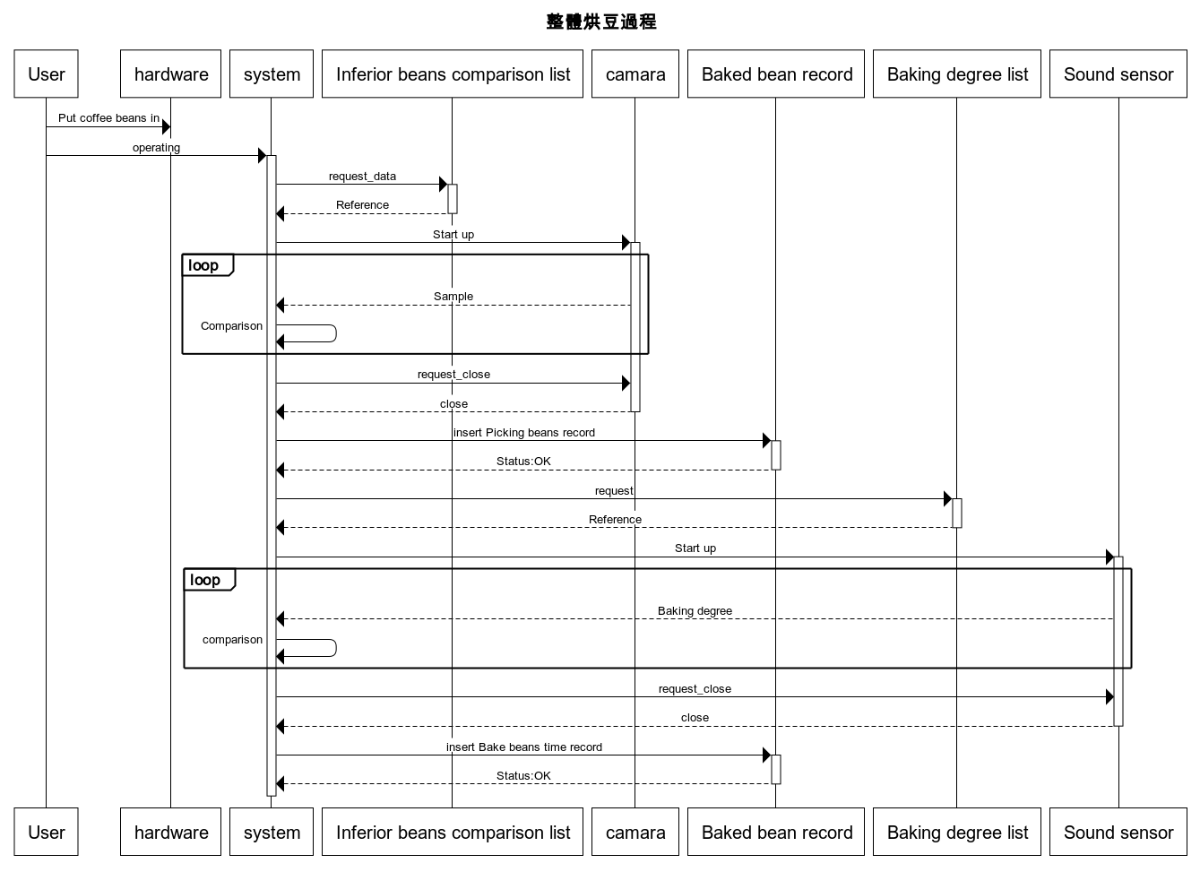 整體烘豆過程
User
hardware
system
Inferior beans comparison list
camara
Baked bean record
Baking degree list
Sound sensor
Put coffee beans in
operating
request_data
Reference
Start up
loop
Sample
Comparison
request_close
close
insert Picking beans record
Status:OK
request
Reference
Start up
loop
Baking degree
comparison
request_close
close
insert Bake beans time record
Status:OK
User
hardware
system
Inferior beans comparison list
camara
Baked bean record
Baking degree list
Sound sensor